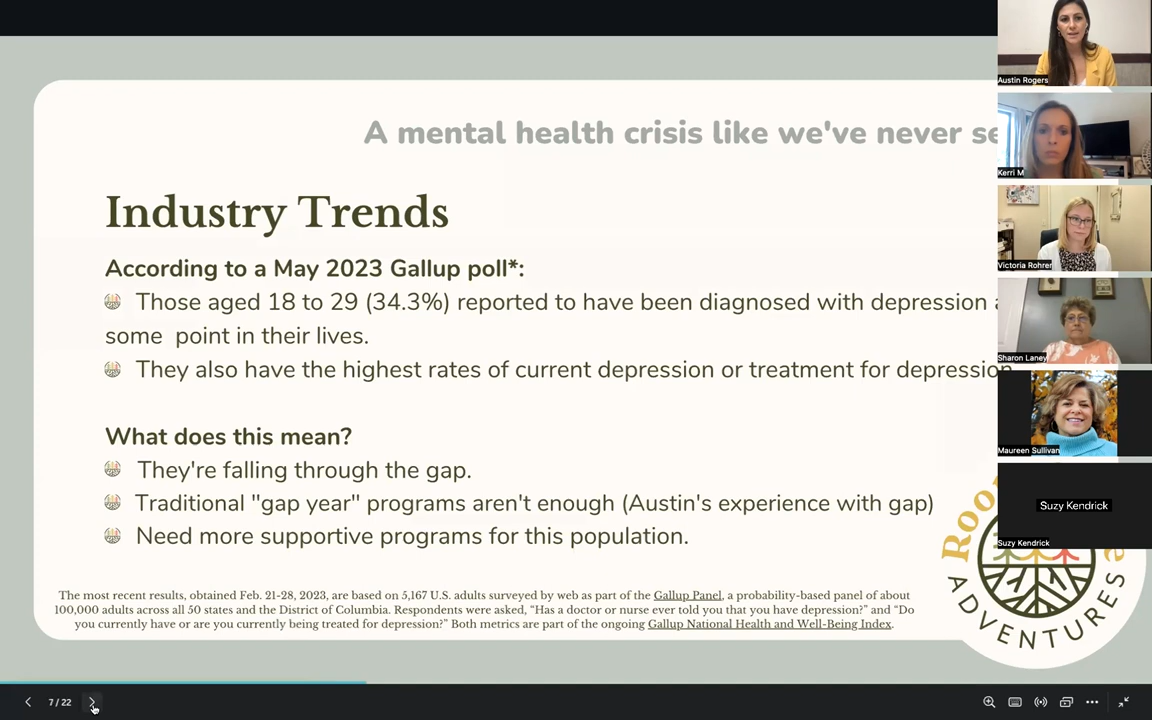 A mental health crisis like we've never se
Industry Trends
According to a May 2023 Gallup poll*:
Those aged 18 to 29 (34.3%) reported to have been diagnosed with depression a
some point in their lives.
They also have the highest rates of current depression or treatment for depression
What does this mean?
They're falling through the gap.
Traditional "gap year" programs aren't enough (Austin's experience with gap)
Need more supportive programs for this population.
The most recent results, obtained Feb. 21-28, 2023, are based on 5,167 U.S. adults surveyed by web as part of the Gallup Panel, a probability-based panel of about
100,000 adults across all 50 states and the District of Columbia. Respondents were asked, “Has a doctor or nurse ever told you that you have depression?” and “Do
you currently have or are you currently being treated for depression?” Both metrics are part of the ongoing Gallup National Health and Well-Being Index.
Roo
ADVENTURES
Austin Rogers
Kerri M
Victoria Rohrer
Sharon Laney
Maureen Sullivan
Suzy Kendrick
Suzy Kendrick
7 / 22